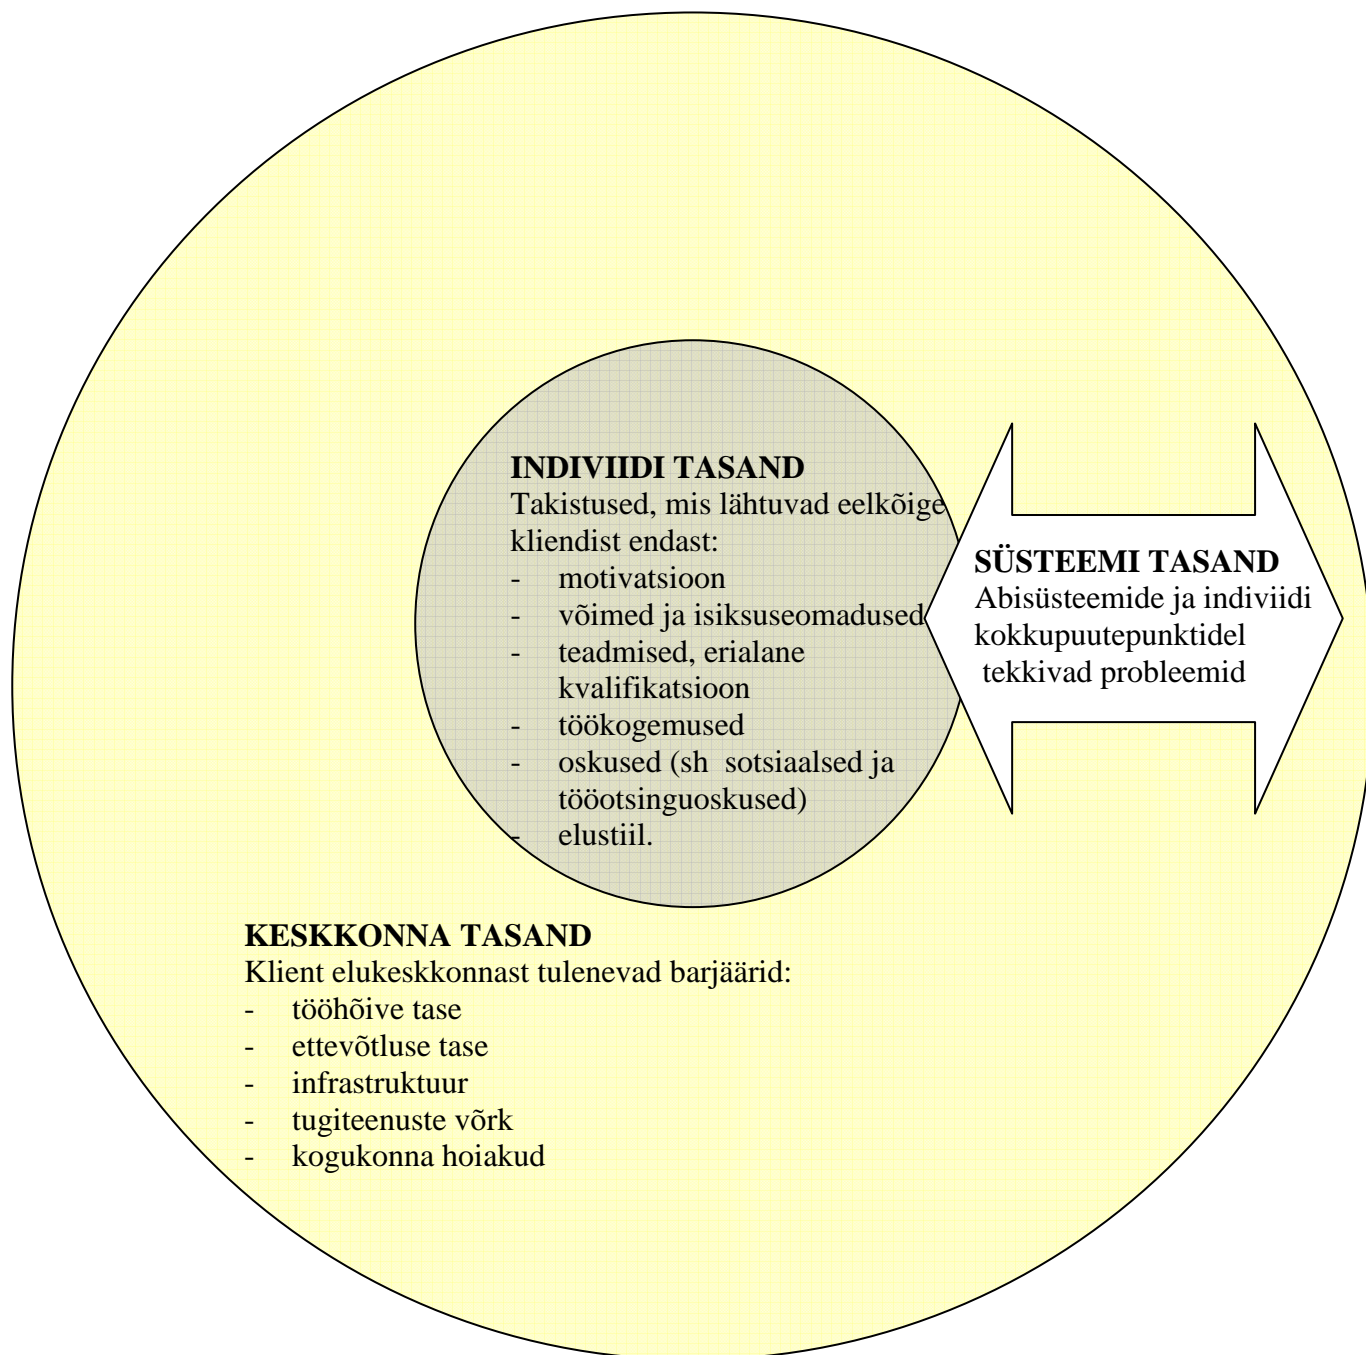 INDIVIIDI TASAND
Takistused, mis lähtuvad eelkõige
kliendist endast:
- motivatsioon
- võimed ja isiksuseomadused
- teadmised, erialane
kvalifikatsioon
- töökogemused
- oskused (sh sotsiaalsed ja
tööotsinguoskused)
- elustiil.
SÜSTEEMI TASAND
Abisüsteemide ja indiviidi
kokkupuutepunktidel
tekkivad probleemid
KESKKONNA TASAND
Klient elukeskkonnast tulenevad barjäärid:
- tööhõive tase
- ettevõtluse tase
- infrastruktuur
- tugiteenuste võrk
- kogukonna hoiakud